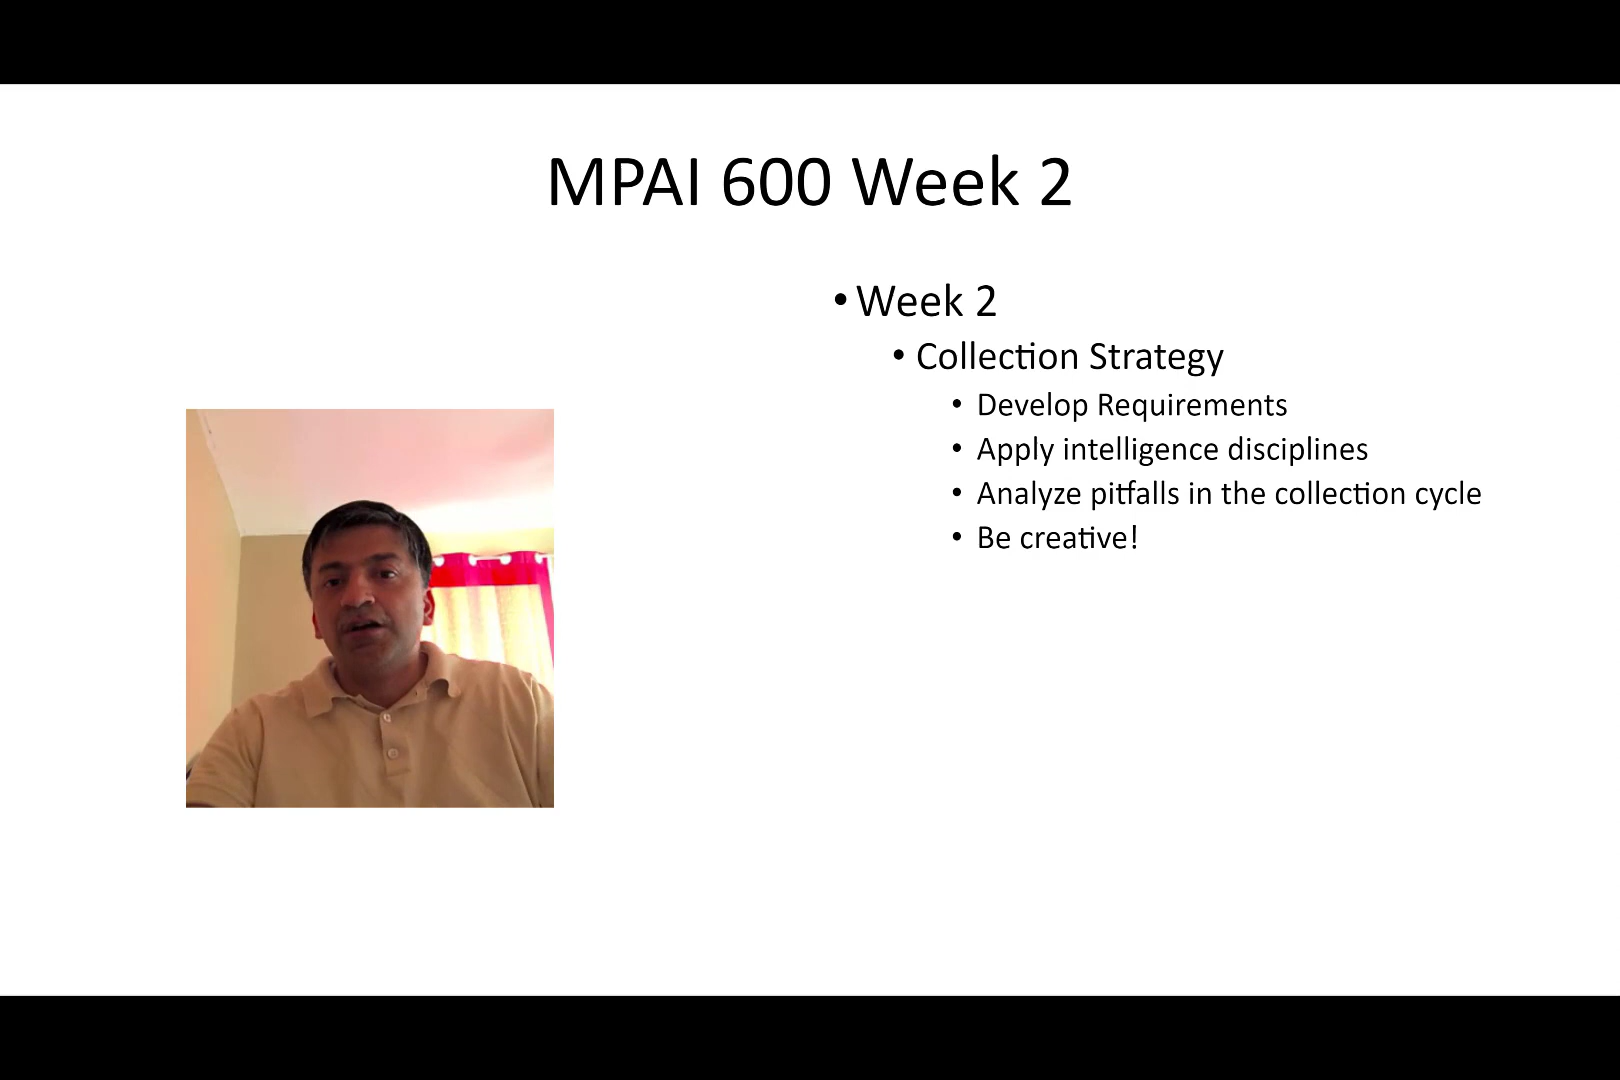 MPAI 600 Week 2
• Week 2
• Collection Strategy
• Develop Requirements
• Apply intelligence disciplines
• Analyze pitfalls in the collection cycle
• Be creative!